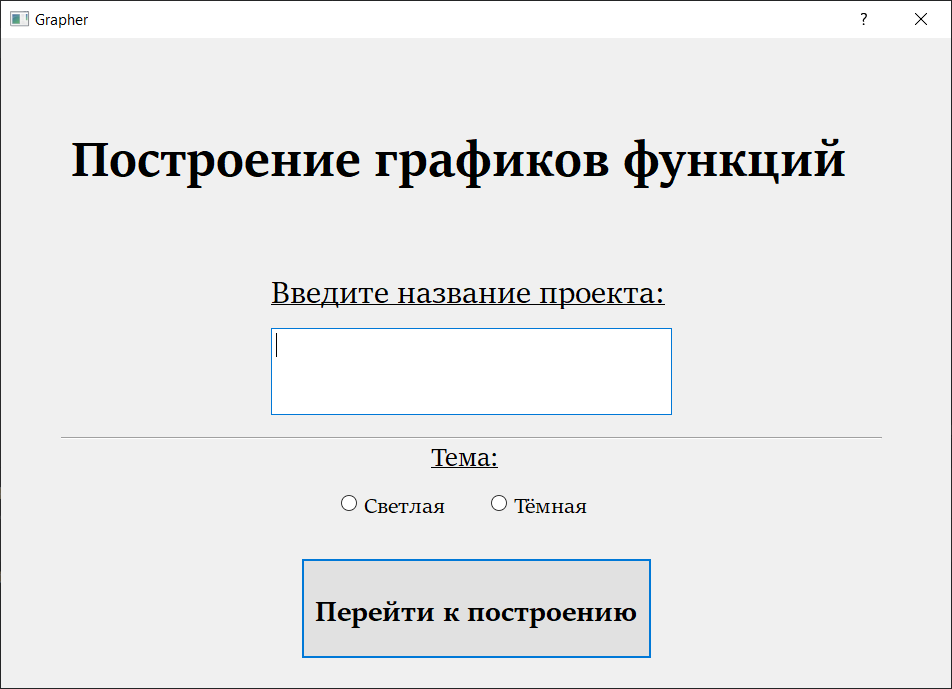 Grapher
Построение графиков функций
Введите название проекта:
Тема:
Светлая Тёмная
Перейти к построению